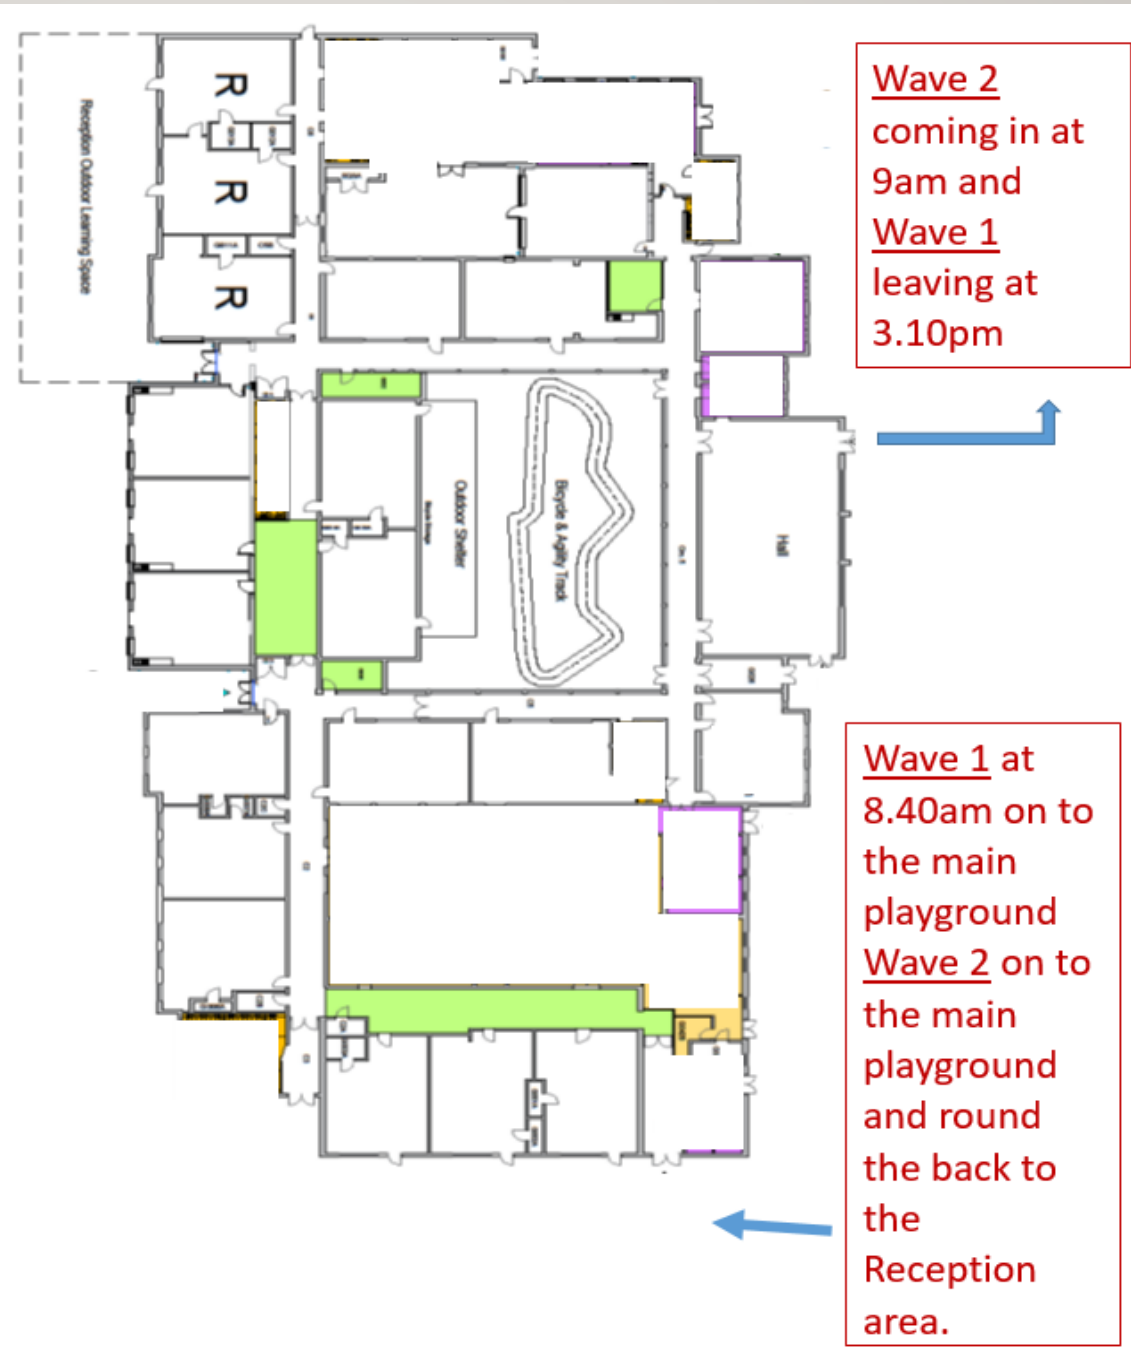 Reception Outdoor Learning Space
R
R
R
Wave 2
coming in at
9am and
Wave 1
leaving at
3.10pm
Outdoor Shelter
Bicycle & Agility Track
Hall
Wave 1 at
8.40am on to
the main
playground
Wave 2 on to
the main
playground
and round
the back to
the
Reception
area.